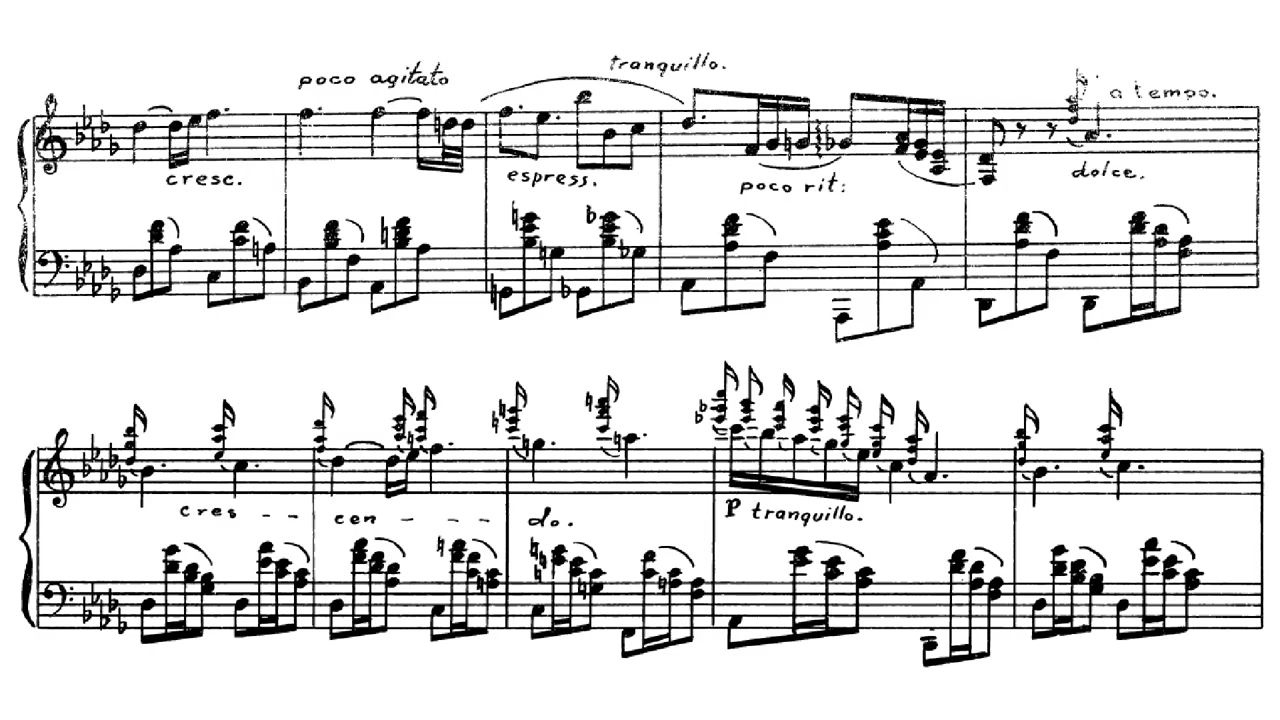 poco agitato tranquillo. a tempo.
cresc. espress. poco rit: dolce.
cres - - cen - - - do. P tranquillo.